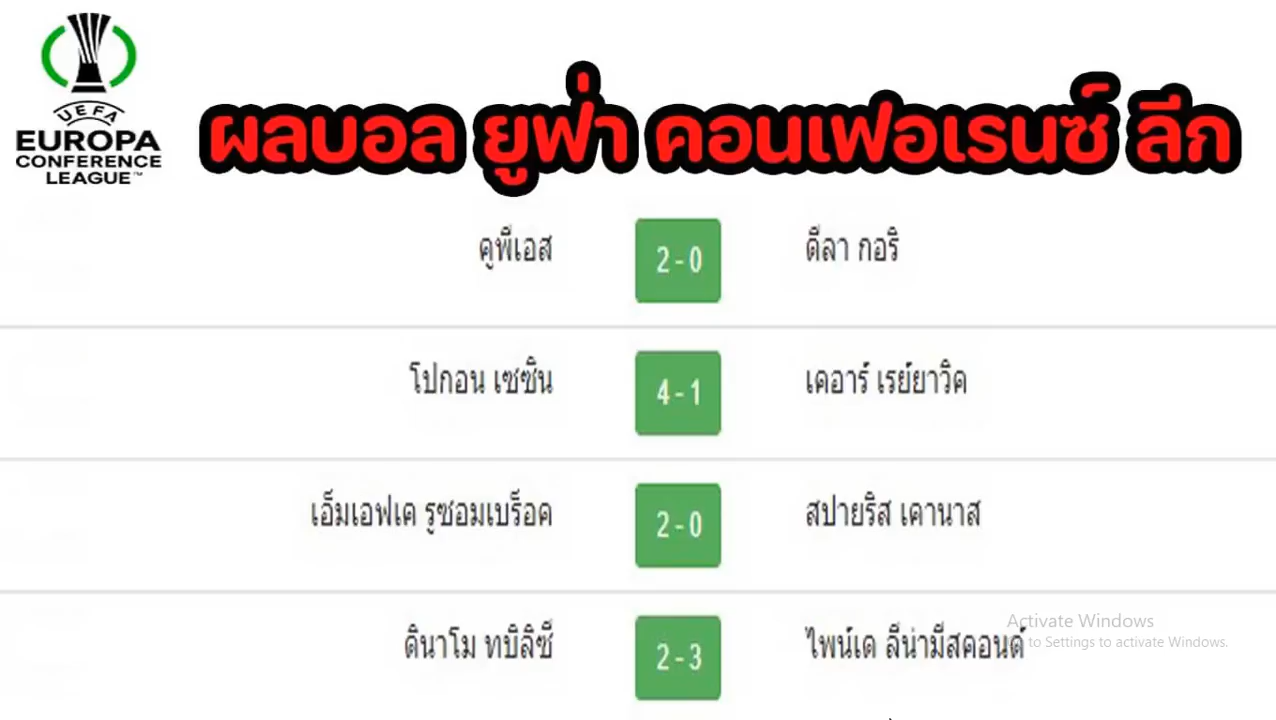 UEFA
EUROPA
CONFERENCE
LEAGUE™
ผลบอล ยูฟ่า คอนเฟอเรนซ์ ลีก
คูพีเอส 2 - 0 ดีลา กอริ
โปกอน เซซิ่น 4 - 1 เคอาร์ เรย์ยาวิค
เอ็มเอฟเค รูซอมเบร็อค 2 - 0 สปายริส เคานาส
ดินาโม ทบิลิซี่ 2 - 3 ไพน์เด ลีน่ามีสคอนด์
Activate Windows
to Settings to activate Windows.